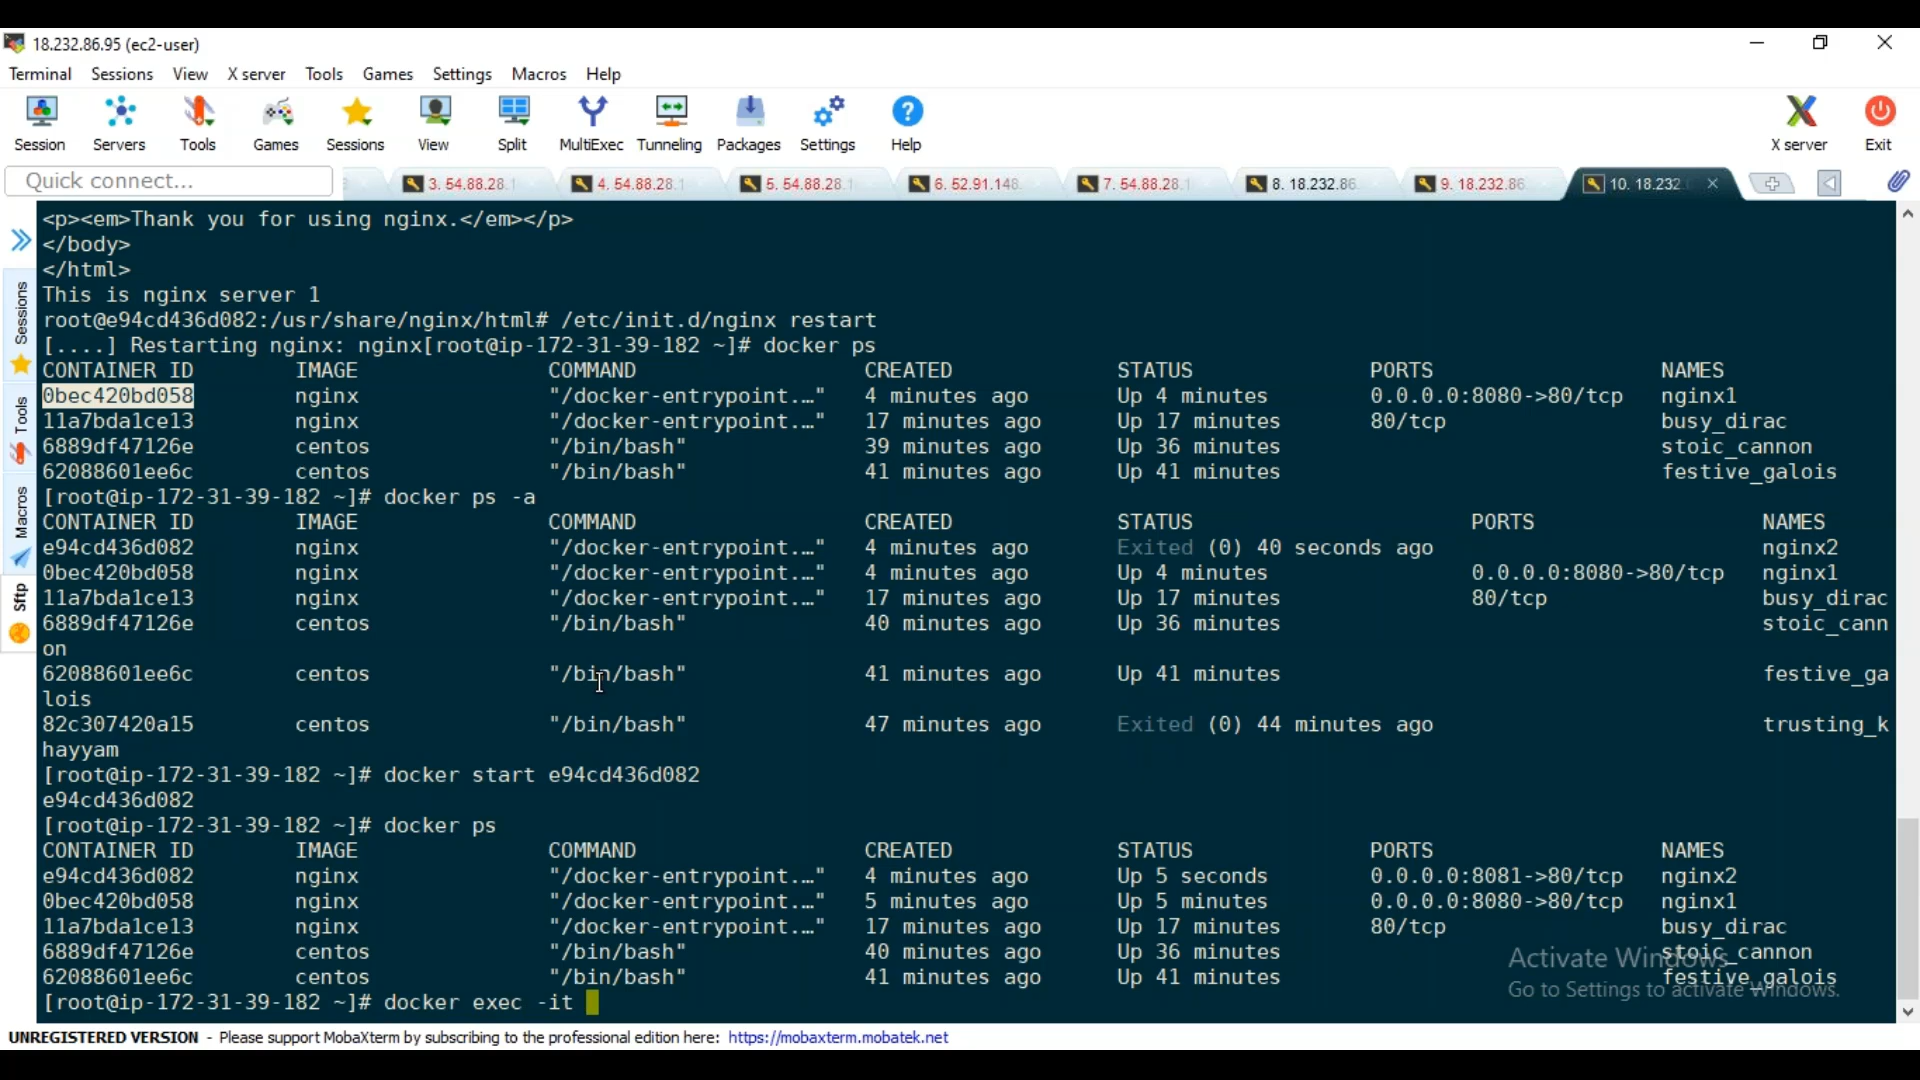 18.232.86.95 (ec2-user)
Terminal Sessions View X server Tools Games Settings Macros Help
Session Servers Tools Games Sessions View Split MultiExec Tunneling Packages Settings Help X server Exit
Quick connect... 3. 54.88.28.1 4. 54.88.28.1 5. 54.88.28.1 6. 52.91.148. 7. 54.88.28.1 8. 18.232.86. 9. 18.232.86. 10. 18.232.
Sessions
Tools
Macros
Sftp
<p><em>Thank you for using nginx.</em></p>
</body>
</html>
This is nginx server 1
root@e94cd436d082:/usr/share/nginx/html# /etc/init.d/nginx restart
[....] Restarting nginx: nginx[root@ip-172-31-39-182 ~]# docker ps
CONTAINER ID IMAGE COMMAND CREATED STATUS PORTS NAMES
0bec420bd058 nginx "/docker-entrypoint.…" 4 minutes ago Up 4 minutes 0.0.0.0:8080->80/tcp nginx1
11a7bda1ce13 nginx "/docker-entrypoint.…" 17 minutes ago Up 17 minutes 80/tcp busy_dirac
6889df47126e centos "/bin/bash" 39 minutes ago Up 36 minutes stoic_cannon
62088601ee6c centos "/bin/bash" 41 minutes ago Up 41 minutes festive_galois
[root@ip-172-31-39-182 ~]# docker ps -a
CONTAINER ID IMAGE COMMAND CREATED STATUS PORTS NAMES
e94cd436d082 nginx "/docker-entrypoint.…" 4 minutes ago Exited (0) 40 seconds ago nginx2
0bec420bd058 nginx "/docker-entrypoint.…" 4 minutes ago Up 4 minutes 0.0.0.0:8080->80/tcp nginx1
11a7bda1ce13 nginx "/docker-entrypoint.…" 17 minutes ago Up 17 minutes 80/tcp busy_dirac
6889df47126e centos "/bin/bash" 40 minutes ago Up 36 minutes stoic_cann
on
62088601ee6c centos "/bin/bash" 41 minutes ago Up 41 minutes festive_ga
lois
82c307420a15 centos "/bin/bash" 47 minutes ago Exited (0) 44 minutes ago trusting_k
hayyam
[root@ip-172-31-39-182 ~]# docker start e94cd436d082
e94cd436d082
[root@ip-172-31-39-182 ~]# docker ps
CONTAINER ID IMAGE COMMAND CREATED STATUS PORTS NAMES
e94cd436d082 nginx "/docker-entrypoint.…" 4 minutes ago Up 5 seconds 0.0.0.0:8081->80/tcp nginx2
0bec420bd058 nginx "/docker-entrypoint.…" 5 minutes ago Up 5 minutes 0.0.0.0:8080->80/tcp nginx1
11a7bda1ce13 nginx "/docker-entrypoint.…" 17 minutes ago Up 17 minutes 80/tcp busy_dirac
6889df47126e centos "/bin/bash" 40 minutes ago Up 36 minutes stoic_cannon
62088601ee6c centos "/bin/bash" 41 minutes ago Up 41 minutes festive_galois
[root@ip-172-31-39-182 ~]# docker exec -it
Activate Windows
Go to Settings to activate Windows.
UNREGISTERED VERSION - Please support MobaXterm by subscribing to the professional edition here: https://mobaxterm.mobatek.net